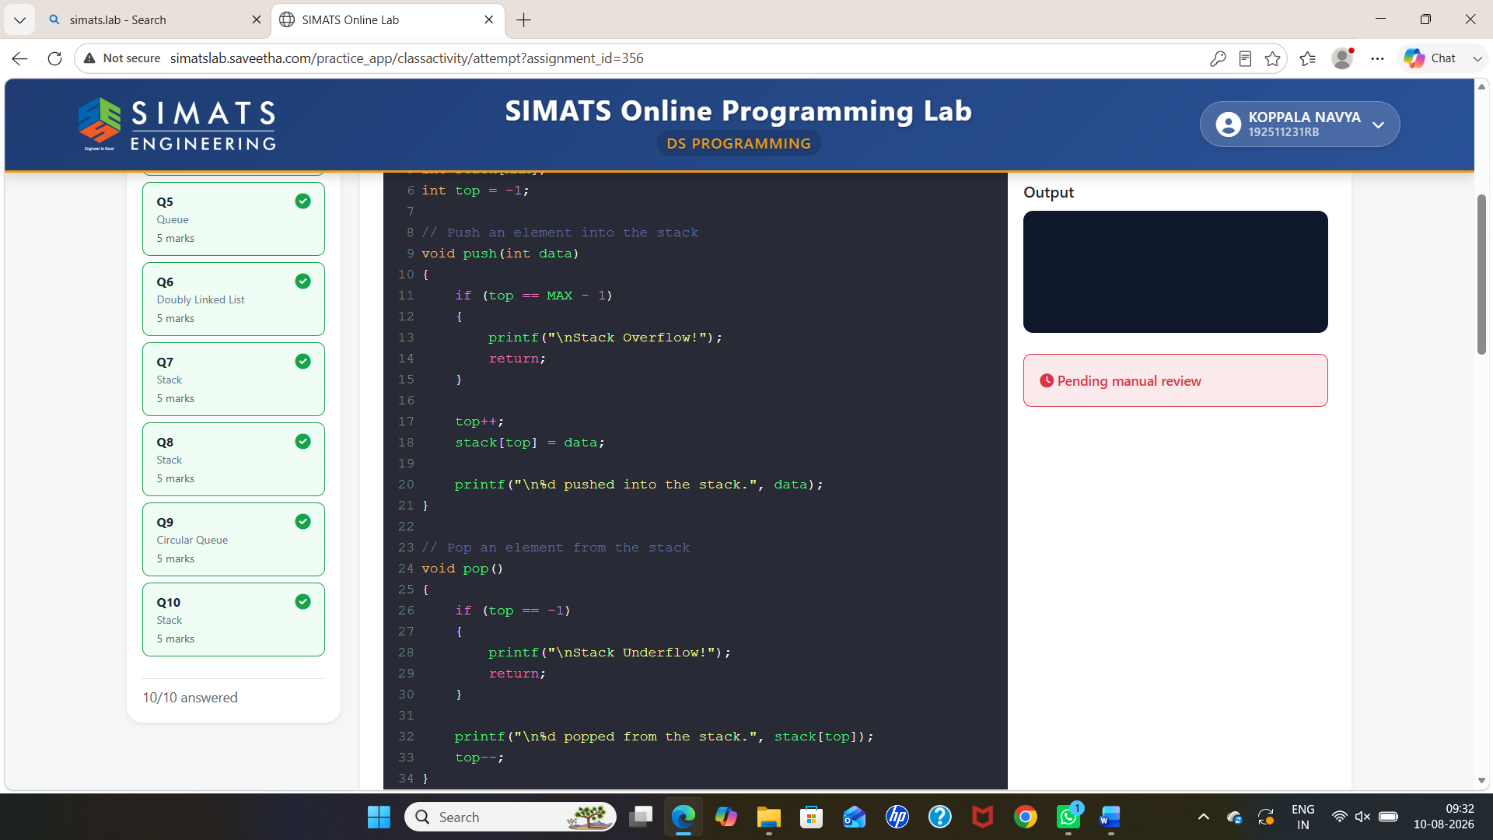 simats.lab - Search
SIMATS Online Lab
Not secure
simatslab.saveetha.com/practice_app/classactivity/attempt?assignment_id=356
Chat
SIMATS
ENGINEERING
Engineer to Excel
SIMATS Online Programming Lab
DS PROGRAMMING
KOPPALA NAVYA
192511231RB
Q5
Queue
5 marks
Q6
Doubly Linked List
5 marks
Q7
Stack
5 marks
Q8
Stack
5 marks
Q9
Circular Queue
5 marks
Q10
Stack
5 marks
10/10 answered
6 int top = -1;
7
8 // Push an element into the stack
9 void push(int data)
10 {
11 if (top == MAX - 1)
12 {
13 printf("\nStack Overflow!");
14 return;
15 }
16
17 top++;
18 stack[top] = data;
19
20 printf("\n%d pushed into the stack.", data);
21 }
22
23 // Pop an element from the stack
24 void pop()
25 {
26 if (top == -1)
27 {
28 printf("\nStack Underflow!");
29 return;
30 }
31
32 printf("\n%d popped from the stack.", stack[top]);
33 top--;
34 }
Output
Pending manual review
Search
1
ENG
IN
09:32
10-08-2026